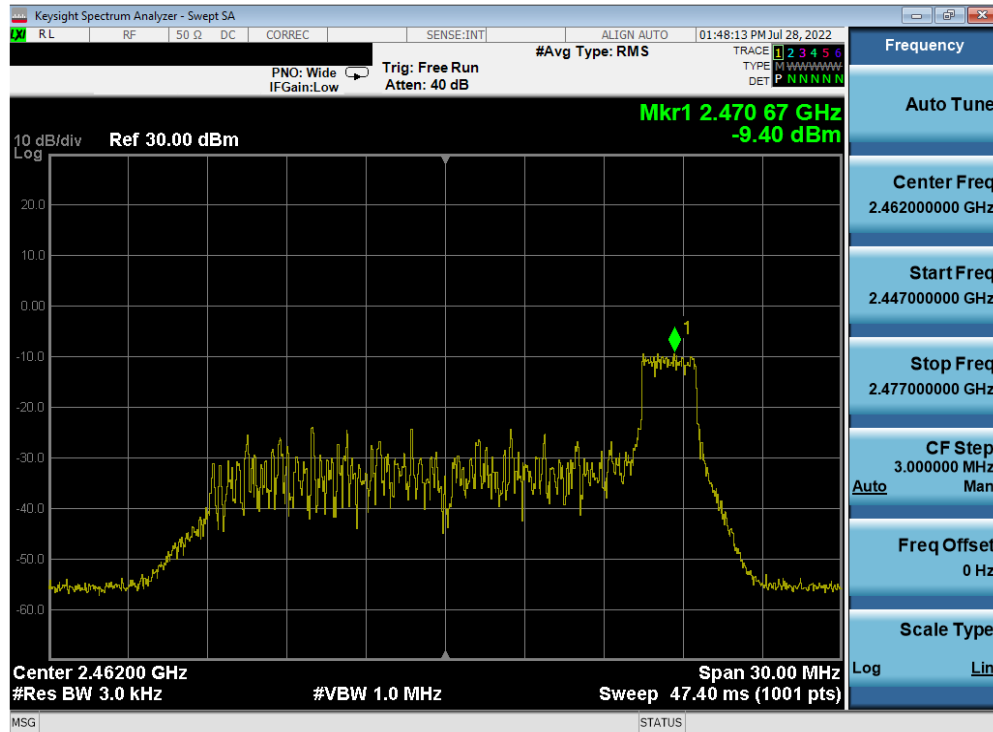 Keysight Spectrum Analyzer - Swept SA
LXI RL RF 50 Ω DC CORREC SENSE:INT ALIGN AUTO 01:48:13 PM Jul 28, 2022
PNO: Wide
IFGain:Low
Trig: Free Run
Atten: 40 dB
#Avg Type: RMS
TRACE 1 2 3 4 5 6
TYPE M WWWWW
DET P N N N N N
Mkr1 2.470 67 GHz
-9.40 dBm
10 dB/div Ref 30.00 dBm
Log
20.0
10.0
0.00
-10.0
-20.0
-30.0
-40.0
-50.0
-60.0
1
Center 2.46200 GHz Span 30.00 MHz
#Res BW 3.0 kHz #VBW 1.0 MHz Sweep 47.40 ms (1001 pts)
MSG STATUS
Frequency
Auto Tune
Center Freq
2.462000000 GHz
Start Freq
2.447000000 GHz
Stop Freq
2.477000000 GHz
CF Step
3.000000 MHz
Auto Man
Freq Offset
0 Hz
Scale Type
Log Lin